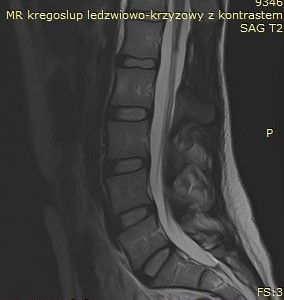 9346
MR kregoslup ledzwiowo-krzyzowy z kontrastem
SAG T2
P
FS:3